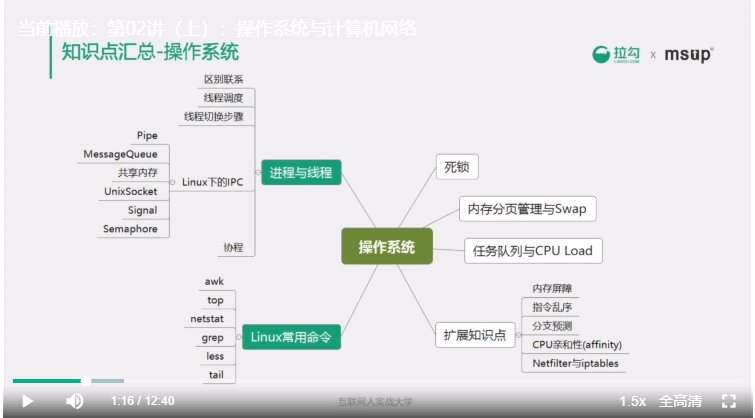 当前播放：第02讲（上）：操作系统与计算机网络
知识点汇总-操作系统
拉勾 x msup®
LAGOU.COM
区别联系
线程调度
线程切换步骤
Pipe
MessageQueue
共享内存
UnixSocket
Signal
Semaphore
Linux下的IPC
协程
进程与线程
awk
top
netstat
grep
less
tail
Linux常用命令
操作系统
死锁
内存分页管理与Swap
任务队列与CPU Load
扩展知识点
内存屏障
指令乱序
分支预测
CPU亲和性(affinity)
Netfilter与iptables
互联网人实战大学
1:16 / 12:40
1.5x 全高清